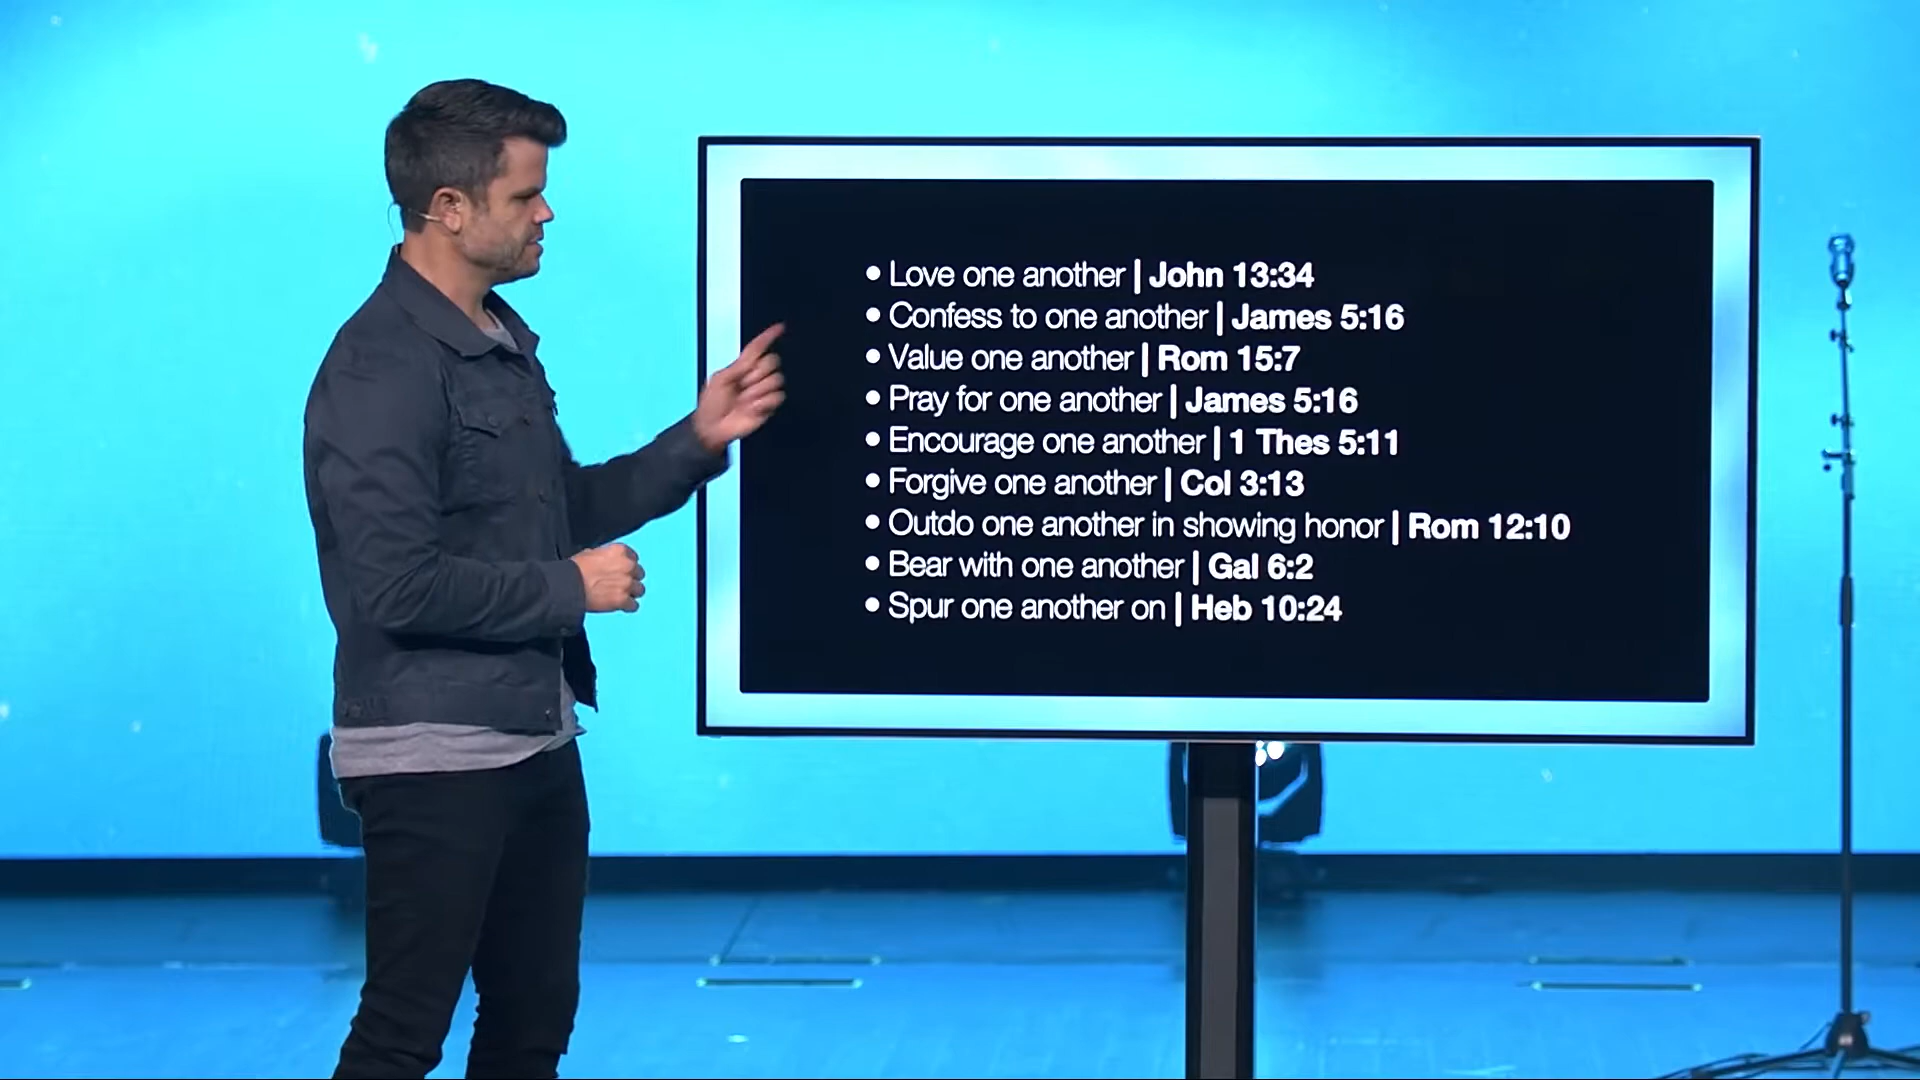 • Love one another | John 13:34
• Confess to one another | James 5:16
• Value one another | Rom 15:7
• Pray for one another | James 5:16
• Encourage one another | 1 Thes 5:11
• Forgive one another | Col 3:13
• Outdo one another in showing honor | Rom 12:10
• Bear with one another | Gal 6:2
• Spur one another on | Heb 10:24